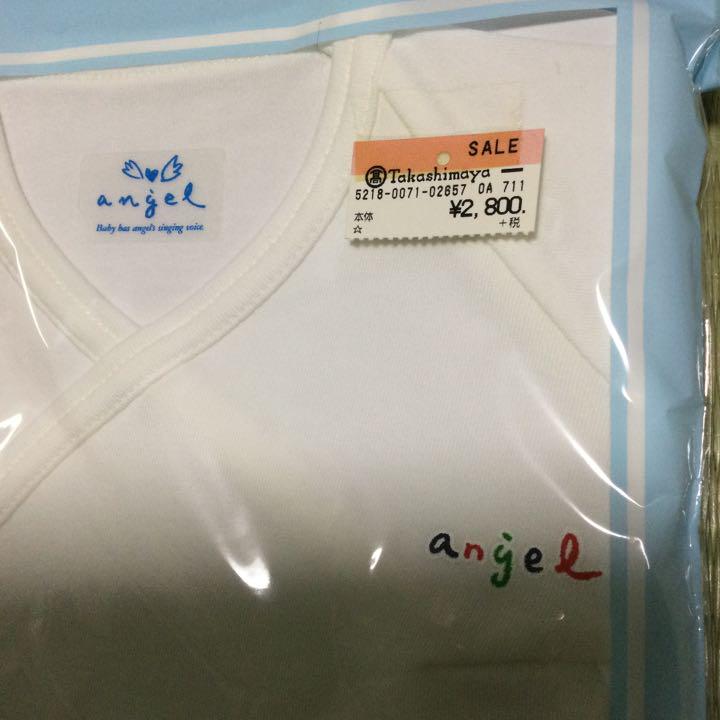 angel
Baby has angel's singing voice.
SALE
髙 Takashimaya
5218-0071-02657 0A 711
本体 ¥2,800.
☆ +税
angel